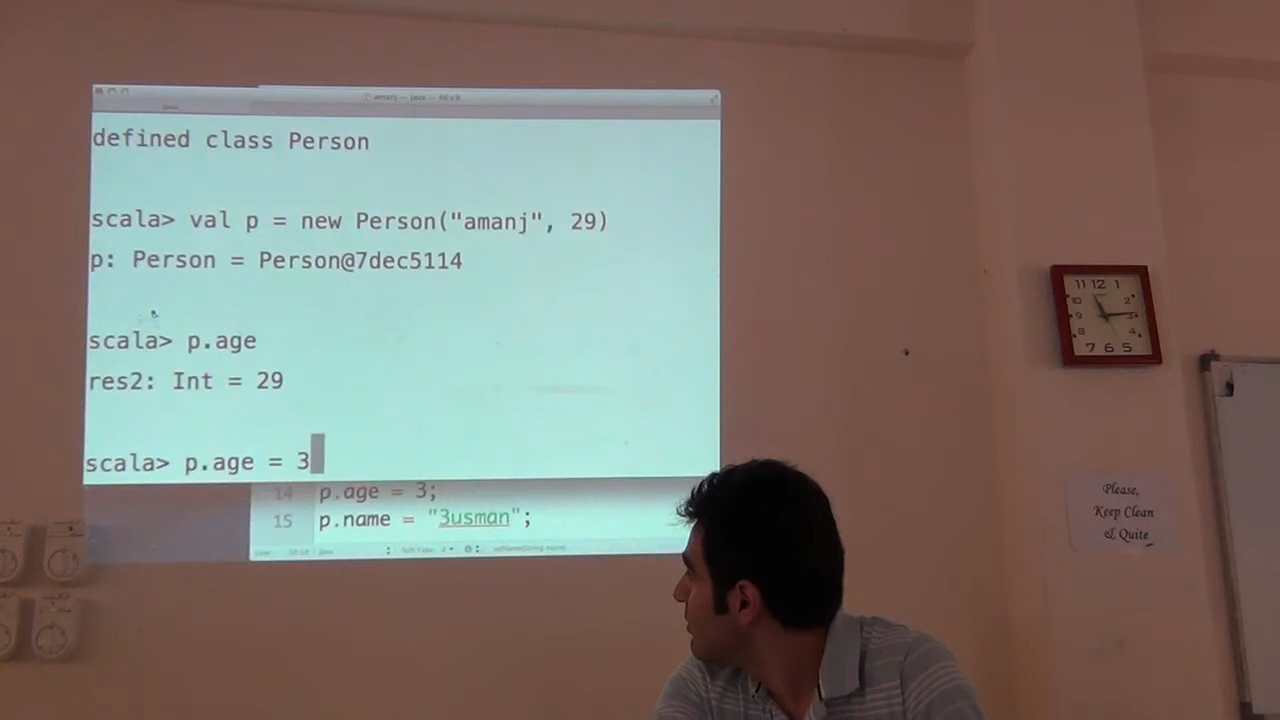 defined class Person
scala> val p = new Person("amanj", 29)
p: Person = Person@7dec5114
scala> p.age
res2: Int = 29
scala> p.age = 3
14 p.age = 3;
15 p.name = "3usman";
11 12 1
10 2
9 3
8 4
7 6 5
Please,
Keep Clean
& Quite